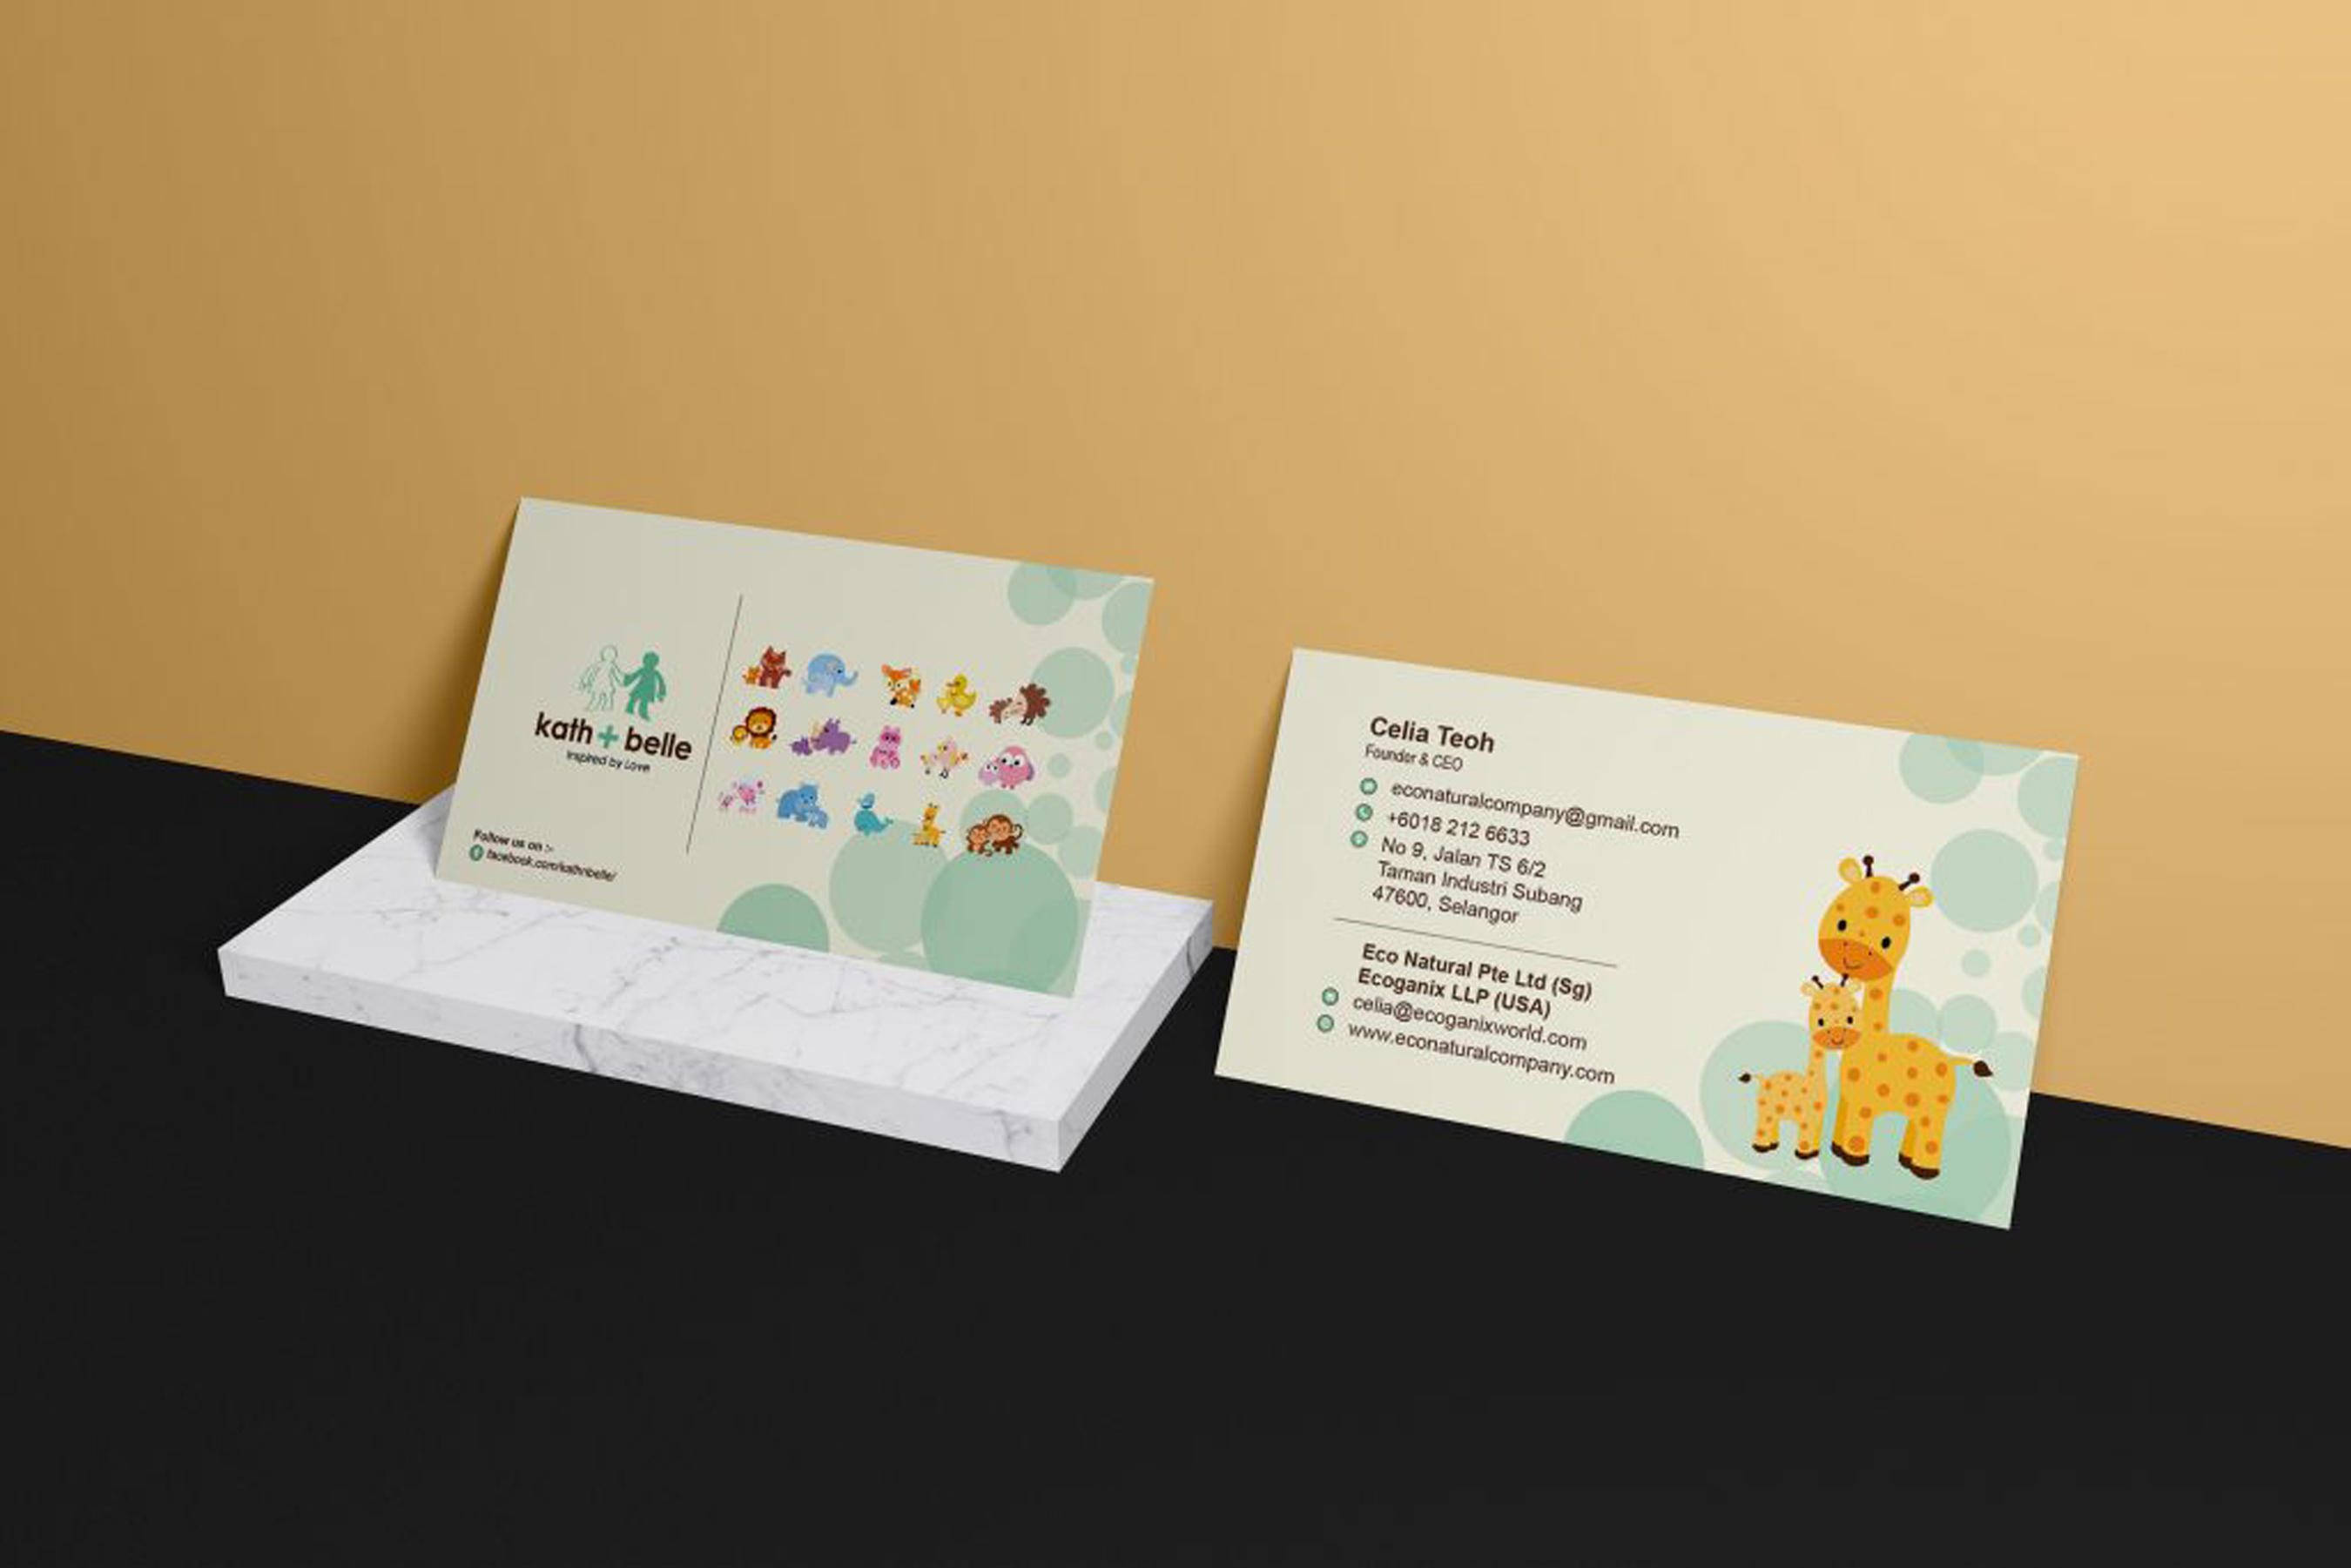 kath + belle
Inspired by Love
Follow us on :-
facebook.com/kathnbelle/
Celia Teoh
Founder & CEO
econaturalcompany@gmail.com
+6018 212 6633
No 9, Jalan TS 6/2
Taman Industri Subang
47600, Selangor
Eco Natural Pte Ltd (Sg)
Ecoganix LLP (USA)
celia@ecoganixworld.com
www.econaturalcompany.com